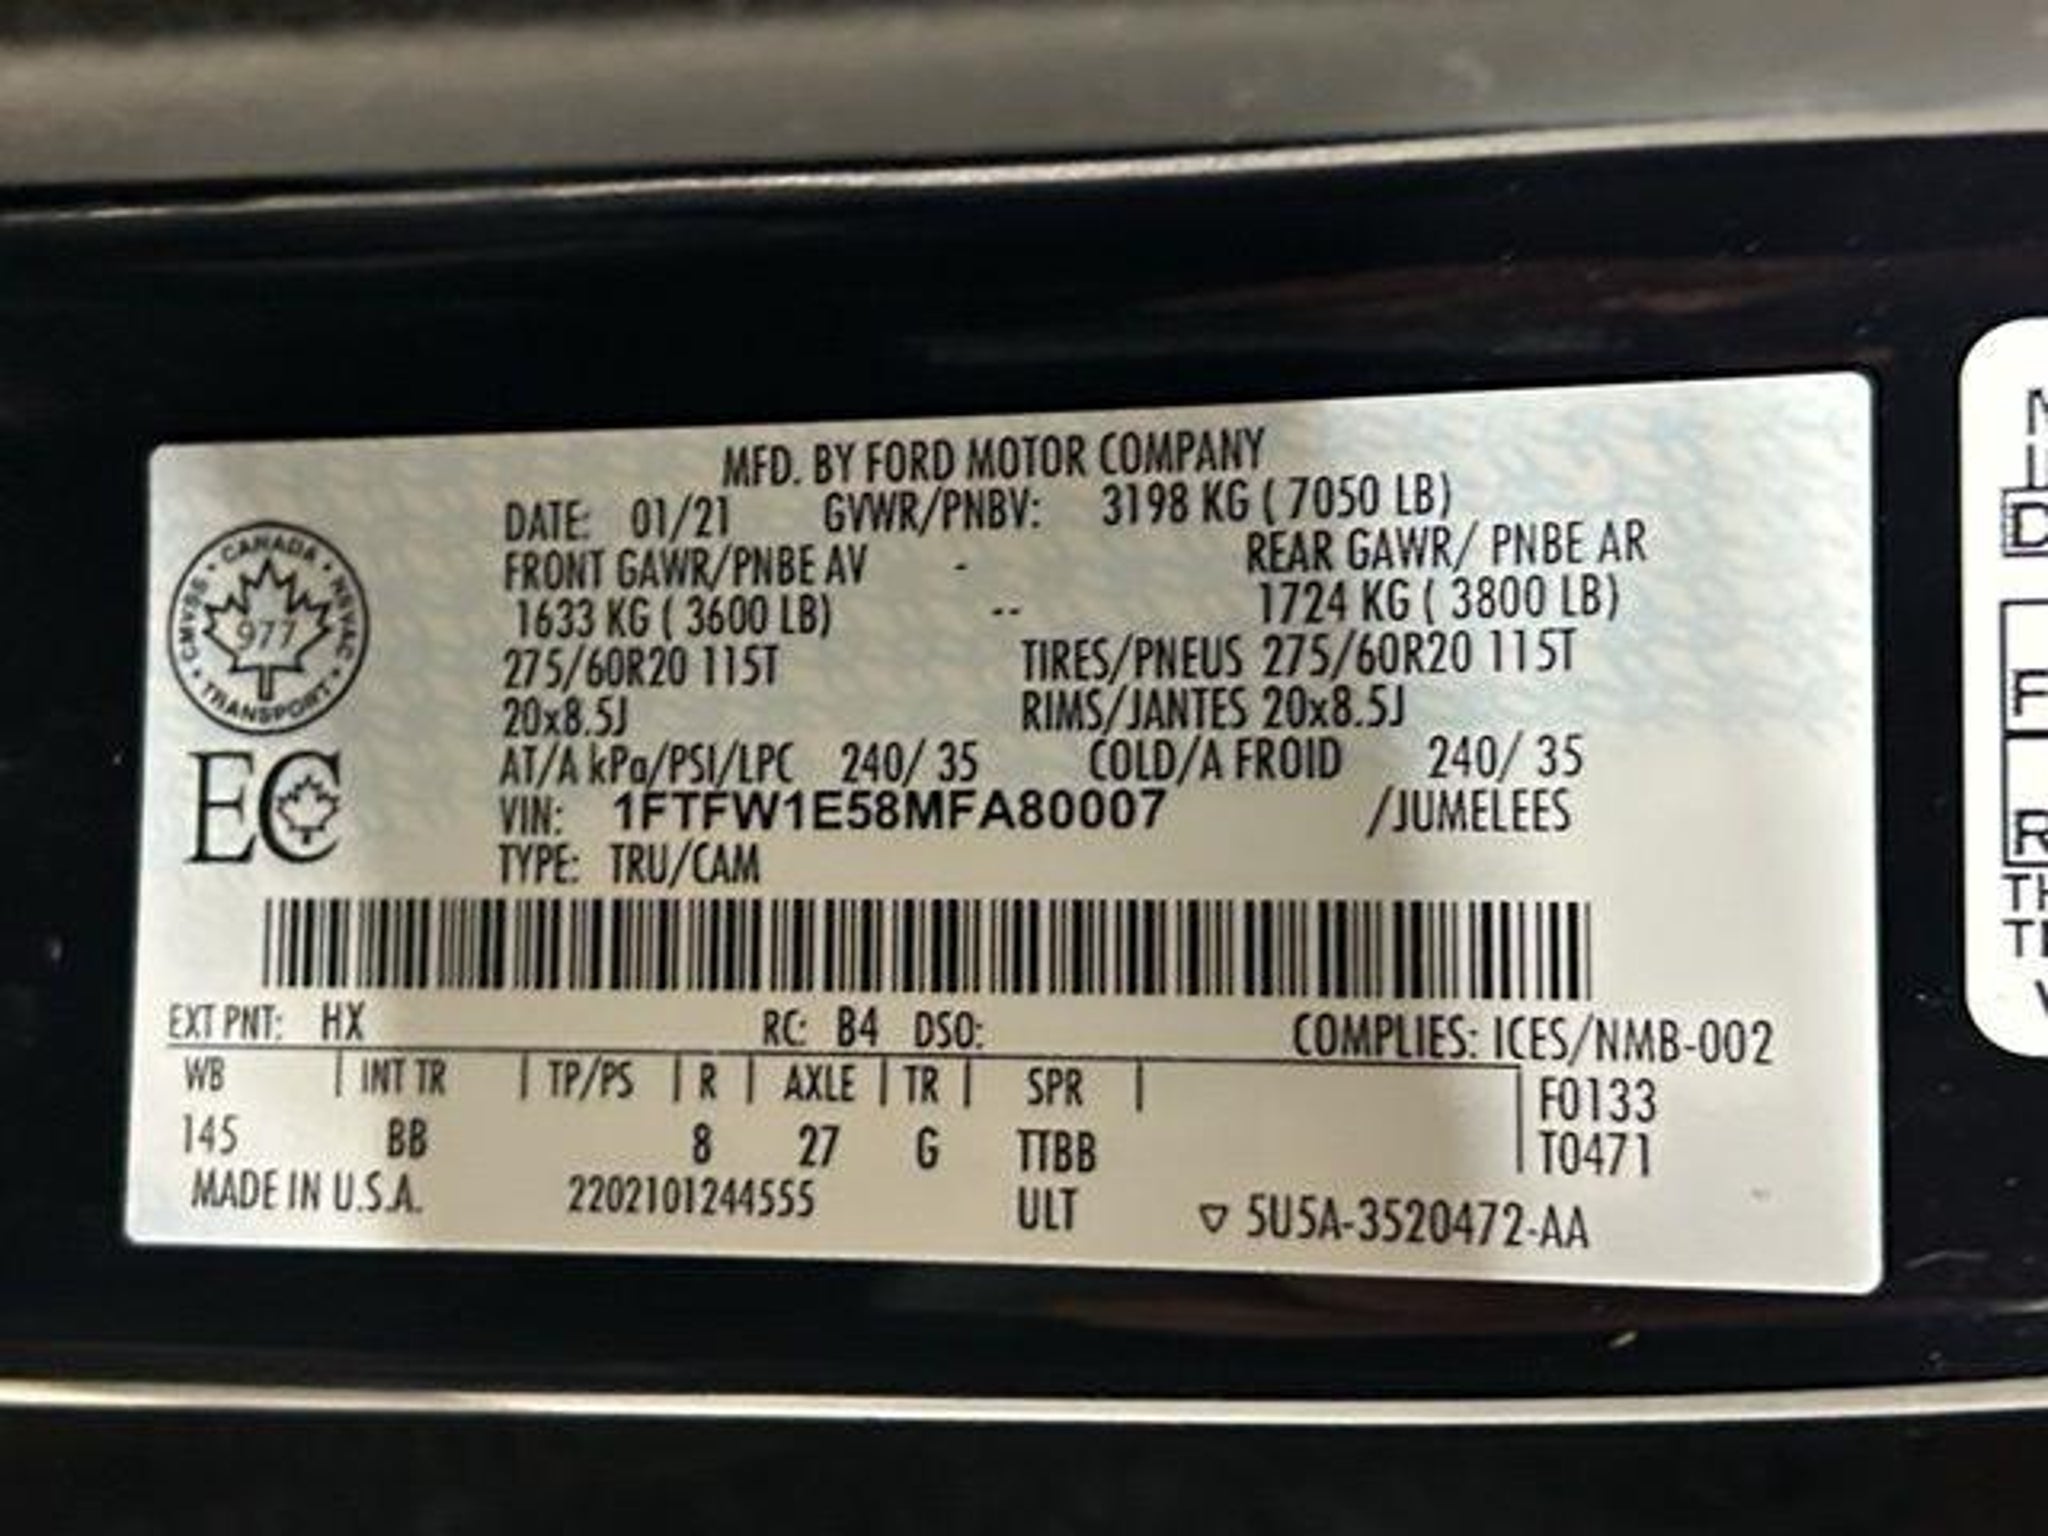 MFD. BY FORD MOTOR COMPANY
DATE: 01/21 GVWR/PNBV: 3198 KG ( 7050 LB)
FRONT GAWR/PNBE AV - REAR GAWR/ PNBE AR
1633 KG ( 3600 LB) -- 1724 KG ( 3800 LB)
275/60R20 115T TIRES/PNEUS 275/60R20 115T
20x8.5J RIMS/JANTES 20x8.5J
AT/A kPa/PSI/LPC 240/ 35 COLD/A FROID 240/ 35
VIN: 1FTFW1E58MFA80007 /JUMELEES
TYPE: TRU/CAM
CMVSS • CANADA • NSVAC • TRANSPORT •
977
EC
EXT PNT: HX RC: B4 DSO: COMPLIES: ICES/NMB-002
WB | INT TR | TP/PS | R | AXLE | TR | SPR | F0133
145 BB 8 27 G TTBB T0471
MADE IN U.S.A. 2202101244555 ULT ▽ 5U5A-3520472-AA
D
F
R